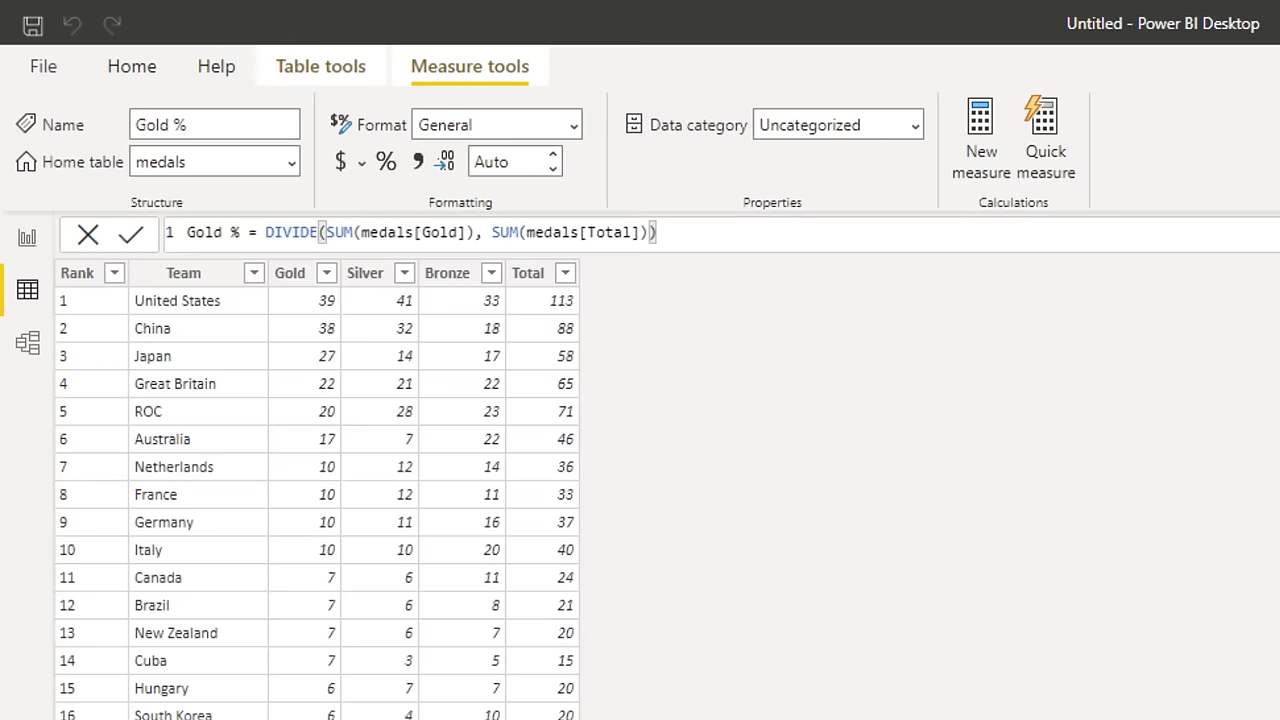 Untitled - Power BI Desktop
File Home Help Table tools Measure tools
Name Gold % Format General Data category Uncategorized New measure Quick measure
Home table medals $ % , .00 Auto
Structure Formatting Properties Calculations
1 Gold % = DIVIDE(SUM(medals[Gold]), SUM(medals[Total]))
Rank Team Gold Silver Bronze Total
1 United States 39 41 33 113
2 China 38 32 18 88
3 Japan 27 14 17 58
4 Great Britain 22 21 22 65
5 ROC 20 28 23 71
6 Australia 17 7 22 46
7 Netherlands 10 12 14 36
8 France 10 12 11 33
9 Germany 10 11 16 37
10 Italy 10 10 20 40
11 Canada 7 6 11 24
12 Brazil 7 6 8 21
13 New Zealand 7 6 7 20
14 Cuba 7 3 5 15
15 Hungary 6 7 7 20
16 South Korea 6 4 10 20